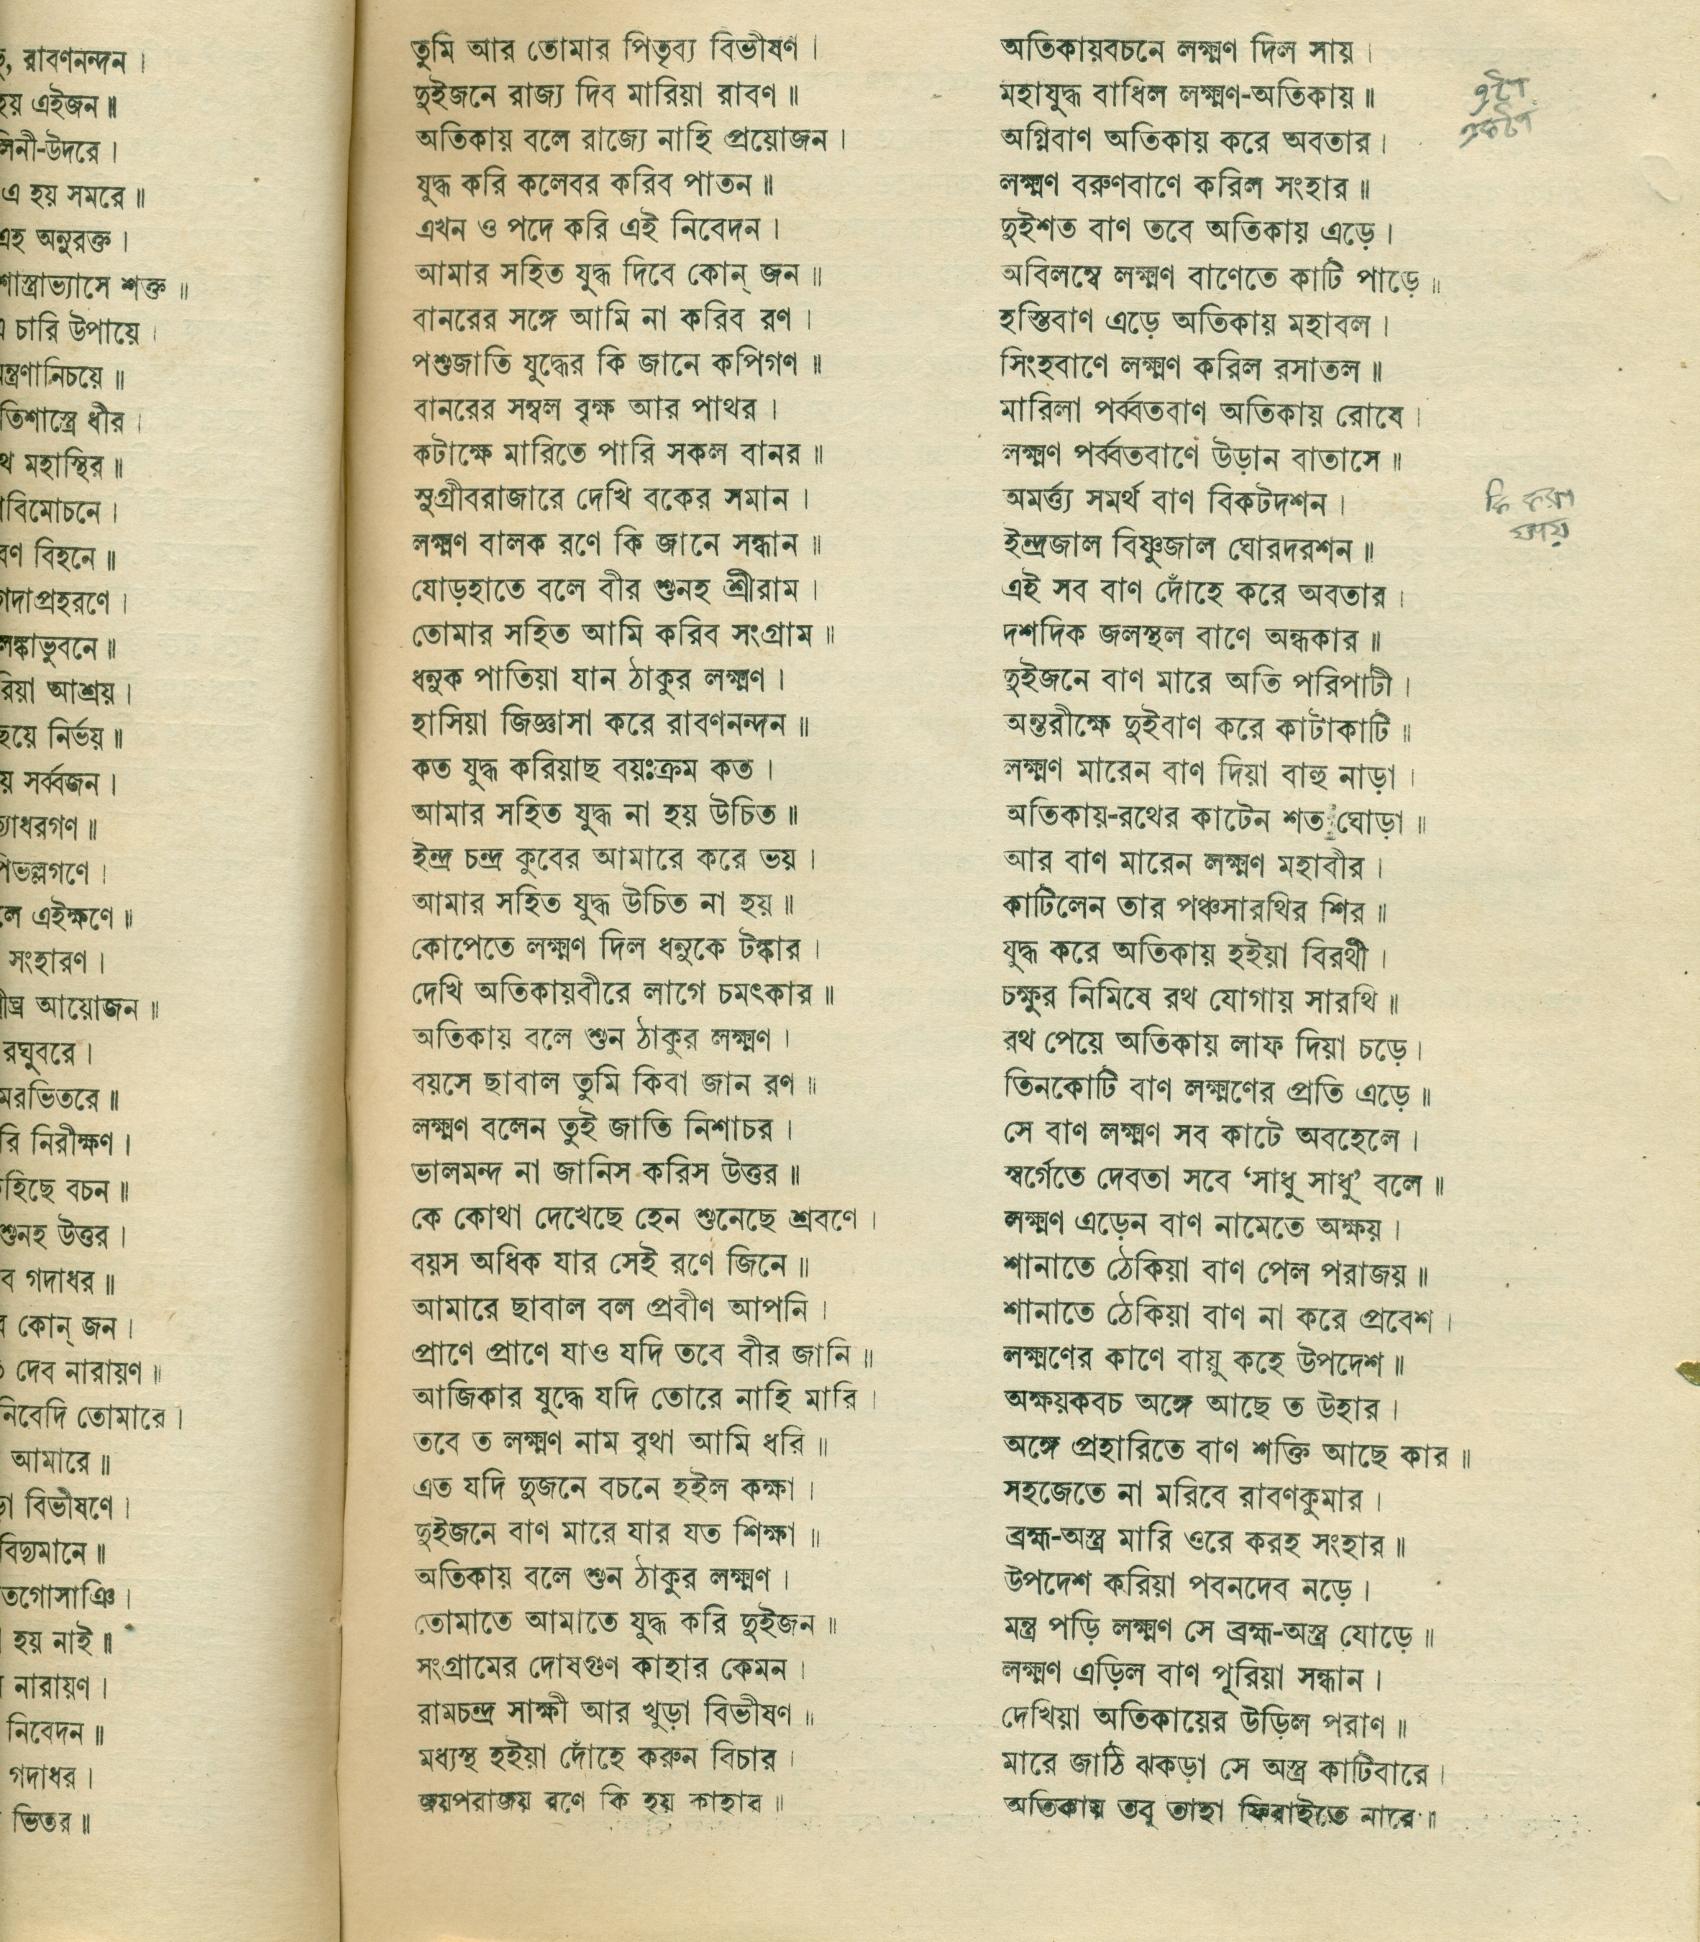 রাবণনন্দন ।
হয় এইজন ॥
উদরে ।
এ হয় সমরে ॥
অনুরক্ত ।
শাস্ত্রাভ্যাসে শক্ত ॥
চারি উপায়ে ।
তিশাস্ত্রে ধীর ।
মহাস্থির ॥
বিমোচনে ।
বিহনে ॥
গদাপ্রহরণে ।
লঙ্কাভুবনে ॥
রিয়া আশ্রয় ।
নির্ভয় ॥
সর্ব্বজন ।
এইক্ষণে ॥
সংহারণ ।
আয়োজন ॥
রঘুবরে ।
নিরীক্ষণ ।
হিছে বচন ॥
শুনহ উত্তর ।
গদাধর ॥
কোন্ জন ।
দেব নারায়ণ ॥
নিবেদি তোমারে ।
আমারে ॥
বিভীষণে ।
বিদ্যমানে ॥
হয় নাই ॥
নারায়ণ ।
নিবেদন ॥
গদাধর ।
ভিতর ॥
তুমি আর তোমার পিতৃব্য বিভীষণ ।
দুইজনে রাজ্য দিব মারিয়া রাবণ ॥
অতিকায় বলে রাজ্যে নাহি প্রয়োজন ।
যুদ্ধ করি কলেবর করিব পাতন ॥
এখন ও পদে করি এই নিবেদন ।
আমার সহিত যুদ্ধ দিবে কোন্ জন ॥
বানরের সঙ্গে আমি না করিব রণ ।
পশুজাতি যুদ্ধের কি জানে কপিগণ ॥
বানরের সম্বল বৃক্ষ আর পাথর ।
কটাক্ষে মারিতে পারি সকল বানর ॥
সুগ্রীবরাজারে দেখি বকের সমান ।
লক্ষ্মণ বালক রণে কি জানে সন্ধান ॥
যোড়হাতে বলে বীর শুনহ শ্রীরাম ।
তোমার সহিত আমি করিব সংগ্রাম ॥
ধনুক পাতিয়া যান ঠাকুর লক্ষ্মণ ।
হাসিয়া জিজ্ঞাসা করে রাবণনন্দন ॥
কত যুদ্ধ করিয়াছ বয়ঃক্রম কত ।
আমার সহিত যুদ্ধ না হয় উচিত ॥
ইন্দ্র চন্দ্র কুবের আমারে করে ভয় ।
আমার সহিত যুদ্ধ উচিত না হয় ॥
কোপেতে লক্ষ্মণ দিল ধনুকে টঙ্কার ।
দেখি অতিকায়বীরে লাগে চমৎকার ॥
অতিকায় বলে শুন ঠাকুর লক্ষ্মণ ।
বয়সে ছাবাল তুমি কিবা জান রণ ॥
লক্ষ্মণ বলেন তুই জাতি নিশাচর ।
ভালমন্দ না জানিস করিস উত্তর ॥
কে কোথা দেখেছে হেন শুনেছে শ্রবণে ।
বয়স অধিক যার সেই রণে জিনে ॥
আমারে ছাবাল বল প্রবীণ আপনি ।
প্রাণে প্রাণে যাও যদি তবে বীর জানি ॥
আজিকার যুদ্ধে যদি তোরে নাহি মারি ।
তবে ত লক্ষ্মণ নাম বৃথা আমি ধরি ॥
এত যদি দুজনে বচনে হইল কক্ষা ।
দুইজনে বাণ মারে যার যত শিক্ষা ॥
অতিকায় বলে শুন ঠাকুর লক্ষ্মণ ।
তোমাতে আমাতে যুদ্ধ করি দুইজন ॥
সংগ্রামের দোষগুণ কাহার কেমন ।
রামচন্দ্র সাক্ষী আর খুড়া বিভীষণ ॥
মধ্যস্থ হইয়া দোঁহে করুন বিচার ।
জয়পরাজয় রণে কি হয় কাহার ॥
অতিকায়বচনে লক্ষ্মণ দিল সায় ।
মহাযুদ্ধ বাধিল লক্ষ্মণ-অতিকায় ॥
অগ্নিবাণ অতিকায় করে অবতার ।
লক্ষ্মণ বরুণবাণে করিল সংহার ॥
দুইশত বাণ তবে অতিকায় এড়ে ।
অবিলম্বে লক্ষ্মণ বাণেতে কাটি পাড়ে ॥
হস্তিবাণ এড়ে অতিকায় মহাবল ।
সিংহবাণে লক্ষ্মণ করিল রসাতল ॥
মারিলা পর্ব্বতবাণ অতিকায় রোষে ।
লক্ষ্মণ পর্ব্বতবাণে উড়ান বাতাসে ॥
অমর্ত্ত্য সমর্থ বাণ বিকটদশন ।
ইন্দ্রজাল বিষ্ণুজাল ঘোরদরশন ॥
এই সব বাণ দোঁহে করে অবতার ।
দশদিক জলস্থল বাণে অন্ধকার ॥
দুইজনে বাণ মারে অতি পরিপাটী ।
অন্তরীক্ষে দুইবাণ করে কাটাকাটি ॥
লক্ষ্মণ মারেন বাণ দিয়া বাহু নাড়া ।
অতিকায়-রথের কাটেন শত ঘোড়া ॥
আর বাণ মারেন লক্ষ্মণ মহাবীর ।
কাটিলেন তার পঞ্চসারথির শির ॥
যুদ্ধ করে অতিকায় হইয়া বিরথী ।
চক্ষুর নিমিষে রথ যোগায় সারথি ॥
রথ পেয়ে অতিকায় লাফ দিয়া চড়ে ।
তিনকোটি বাণ লক্ষ্মণের প্রতি এড়ে ॥
সে বাণ লক্ষ্মণ সব কাটে অবহেলে ।
স্বর্গেতে দেবতা সবে ‘সাধু সাধু’ বলে ॥
লক্ষ্মণ এড়েন বাণ নামেতে অক্ষয় ।
শানাতে ঠেকিয়া বাণ পেল পরাজয় ॥
শানাতে ঠেকিয়া বাণ না করে প্রবেশ ।
লক্ষ্মণের কাণে বায়ু কহে উপদেশ ॥
অক্ষয়কবচ অঙ্গে আছে ত উহার ।
অঙ্গে প্রহারিতে বাণ শক্তি আছে কার ॥
সহজেতে না মরিবে রাবণকুমার ।
ব্রহ্ম-অস্ত্র মারি ওরে করহ সংহার ॥
উপদেশ করিয়া পবনদেব নড়ে ।
মন্ত্র পড়ি লক্ষ্মণ সে ব্রহ্ম-অস্ত্র যোড়ে ॥
লক্ষ্মণ এড়িল বাণ পূরিয়া সন্ধান ।
দেখিয়া অতিকায়ের উড়িল পরাণ ॥
মারে জাঠি ঝকড়া সে অস্ত্র কাটিবারে ।
অতিকায় তবু তাহা ফিরাইতে নারে ॥